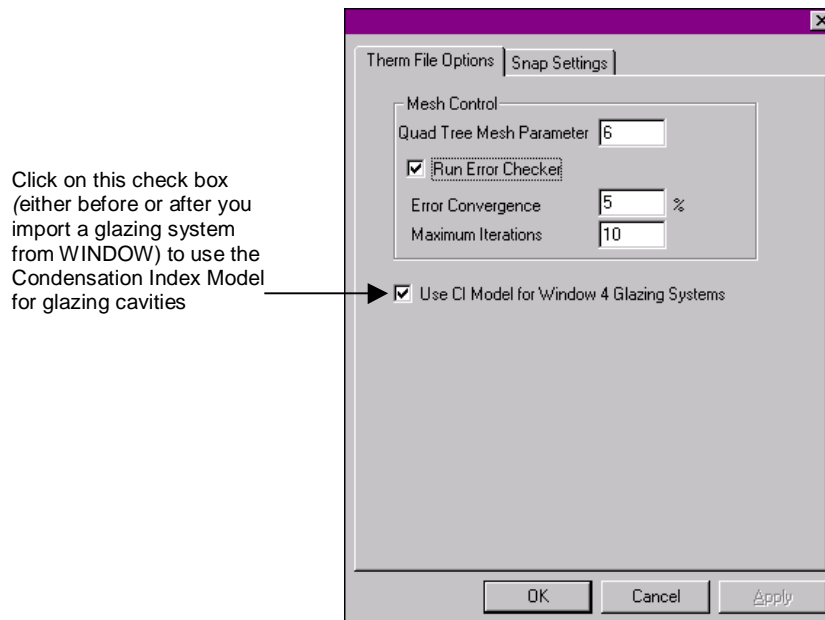 Therm File Options Snap Settings
Mesh Control
Quad Tree Mesh Parameter 6
Run Error Checker
Error Convergence 5 %
Maximum Iterations 10
Click on this check box
(either before or after you
import a glazing system
from WINDOW) to use the
Condensation Index Model
for glazing cavities
Use CI Model for Window 4 Glazing Systems
OK Cancel Apply